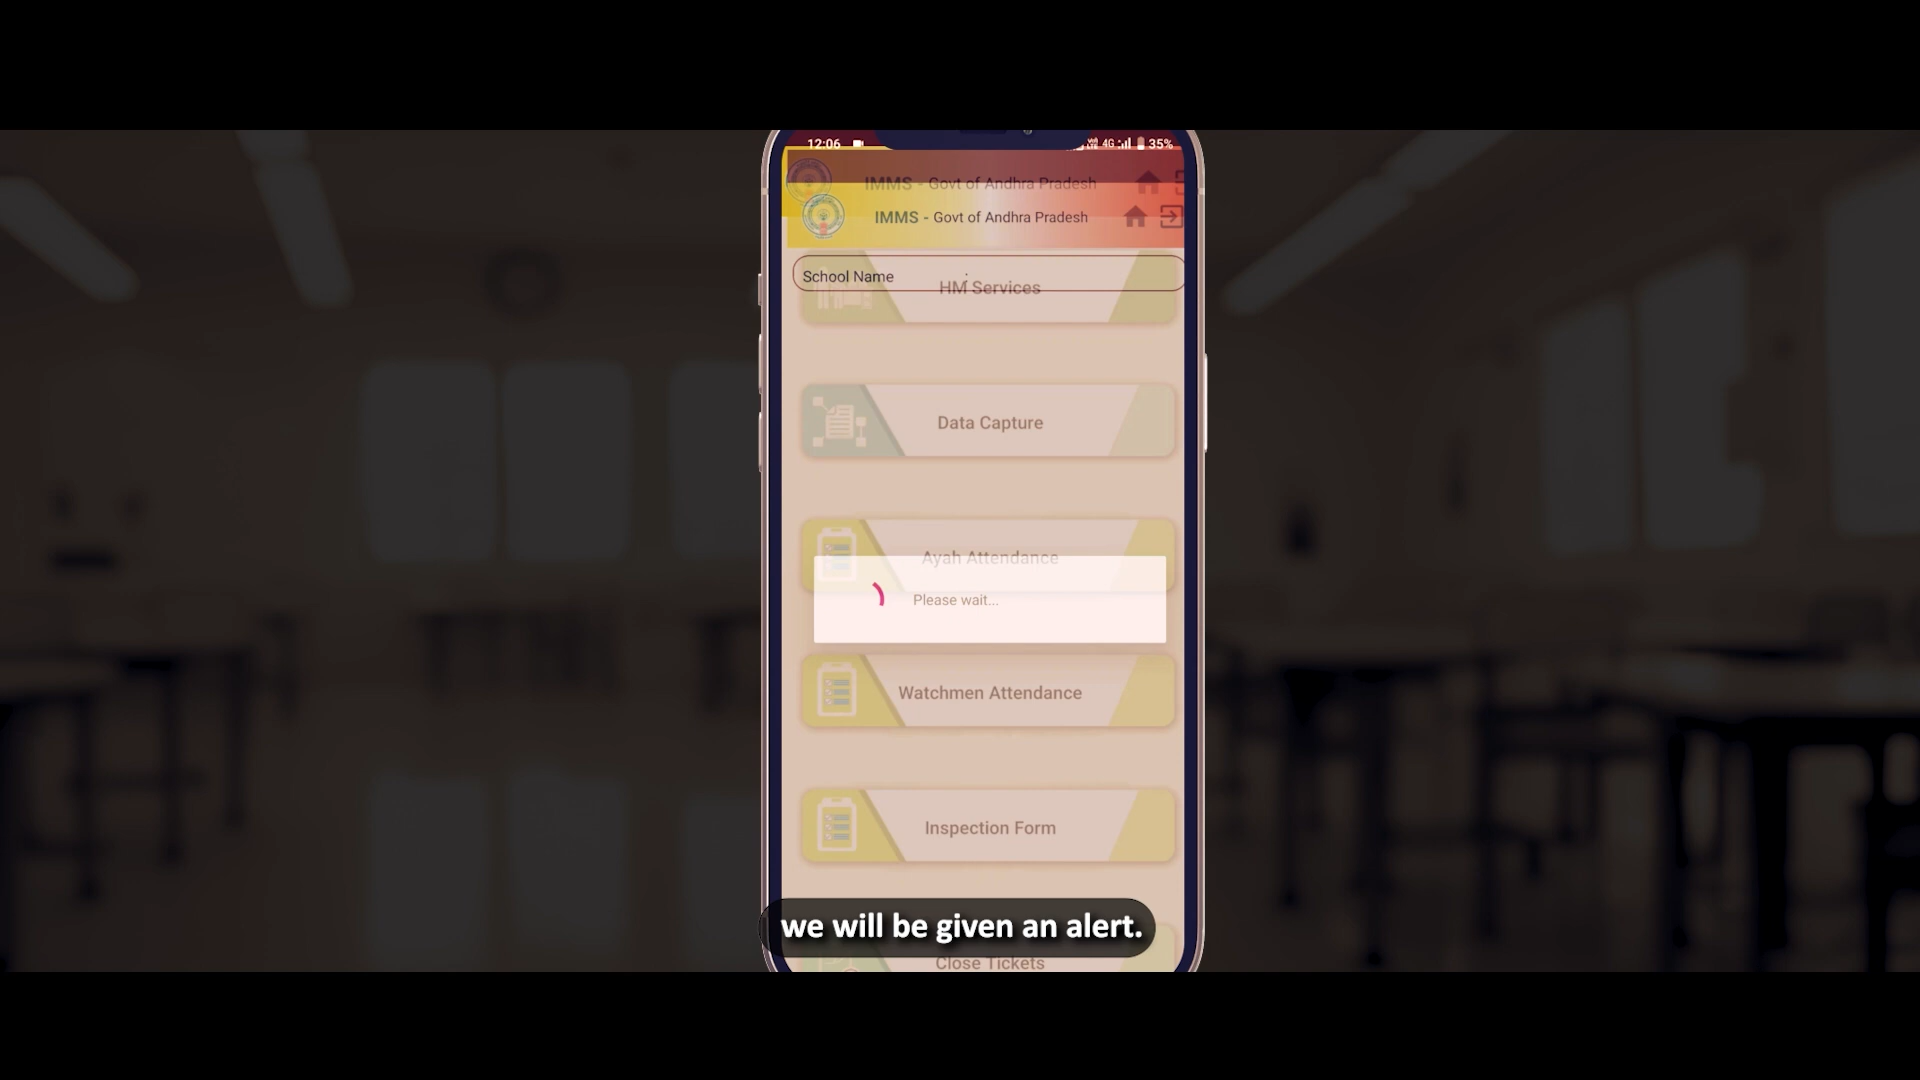 12:06
4G 35%
IMMS - Govt of Andhra Pradesh
IMMS - Govt of Andhra Pradesh
School Name :
HM Services
Data Capture
Ayah Attendance
Please wait...
Watchmen Attendance
Inspection Form
we will be given an alert.
Close Tickets